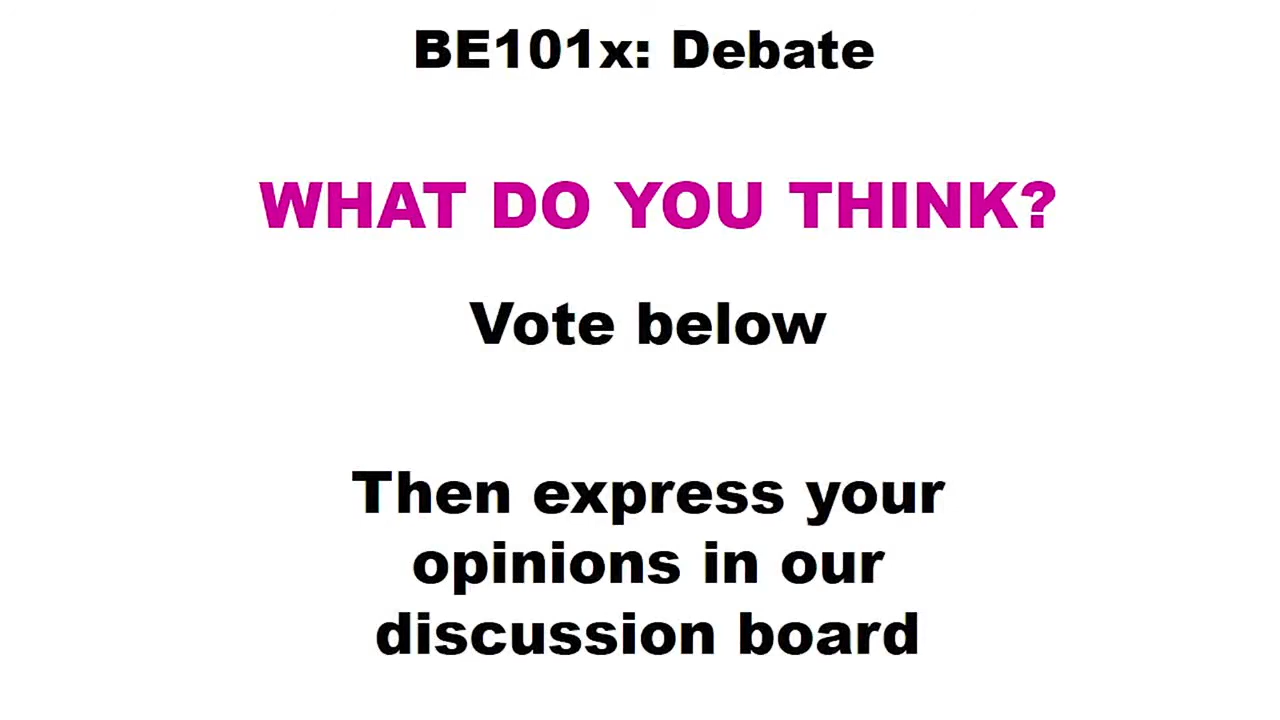 BE101x: Debate
WHAT DO YOU THINK?
Vote below
Then express your
opinions in our
discussion board